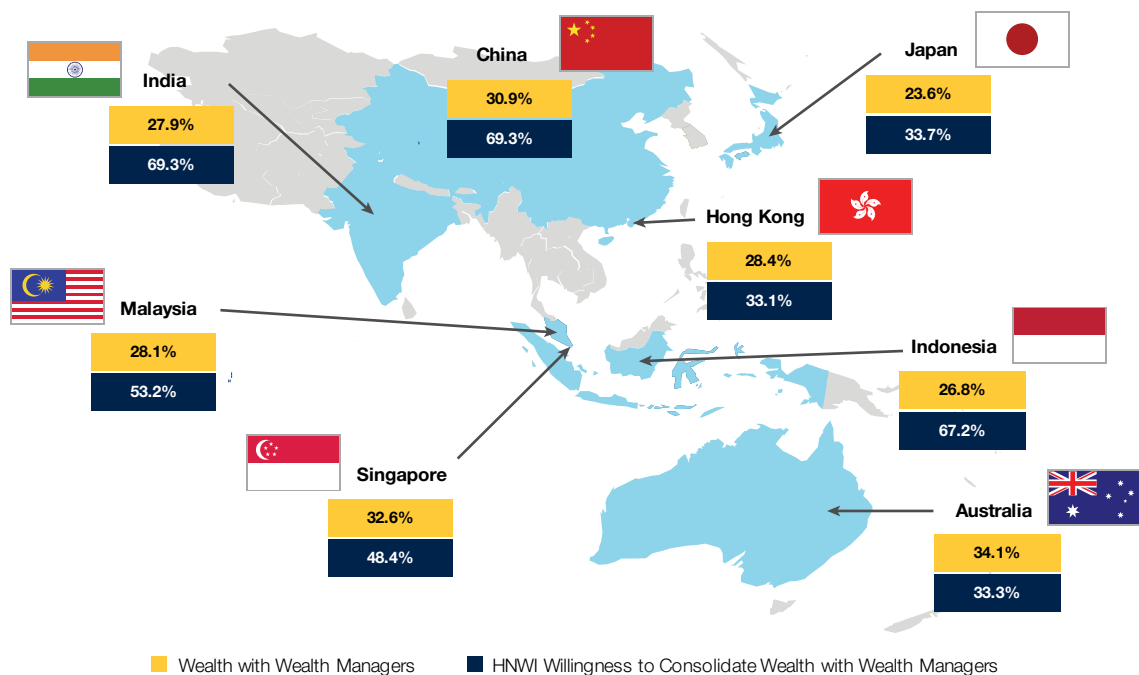 China
Japan
India
30.9%
23.6%
27.9%
69.3%
33.7%
69.3%
Hong Kong
28.4%
33.1%
Malaysia
28.1%
53.2%
Indonesia
26.8%
67.2%
Singapore
32.6%
48.4%
Australia
34.1%
33.3%
Wealth with Wealth Managers
HNWI Willingness to Consolidate Wealth with Wealth Managers